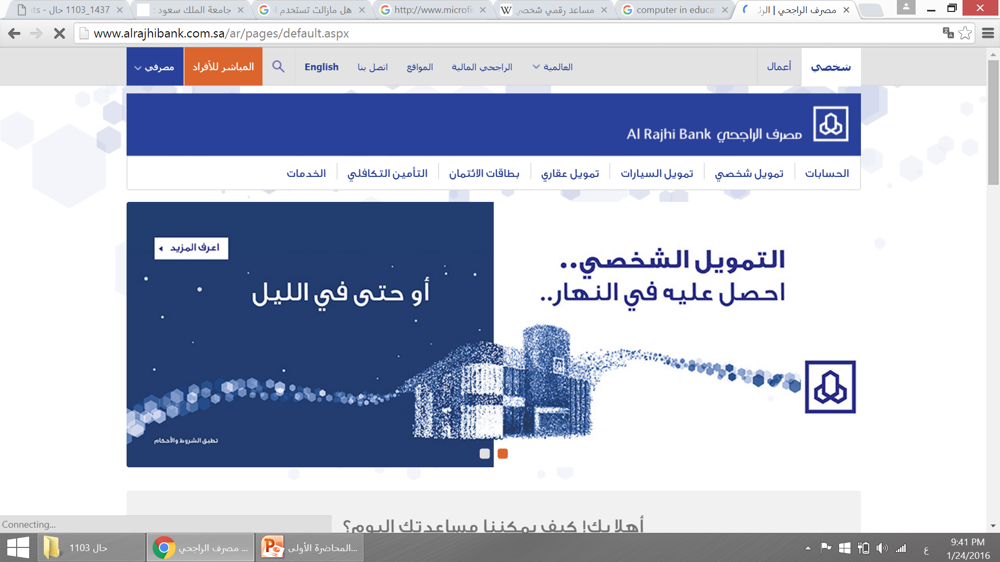 1103_1437 حال - ts
جامعة الملك سعود :
هل مازالت تستخدم
http://www.microfi
مساعد رقمي شخصي
computer in educa
مصرف الراجحي | الرئ
www.alrajhibank.com.sa/ar/pages/default.aspx
شخصي
أعمال
العالمية
الراجحي المالية
المواقع
اتصل بنا
English
المباشر للأفراد
مصرفي
مصرف الراجحي Al Rajhi Bank
الحسابات
تمويل شخصي
تمويل السيارات
تمويل عقاري
بطاقات الائتمان
التأمين التكافلي
الخدمات
التمويل الشخصي..
احصل عليه في النهار..
أو حتى في الليل
اعرف المزيد
تطبق الشروط والأحكام
أهلا بك! كيف يمكننا مساعدتك اليوم؟
Connecting...
حال 1103
مصرف الراجحي ...
المحاضرة الأولى...
ع
9:41 PM
1/24/2016